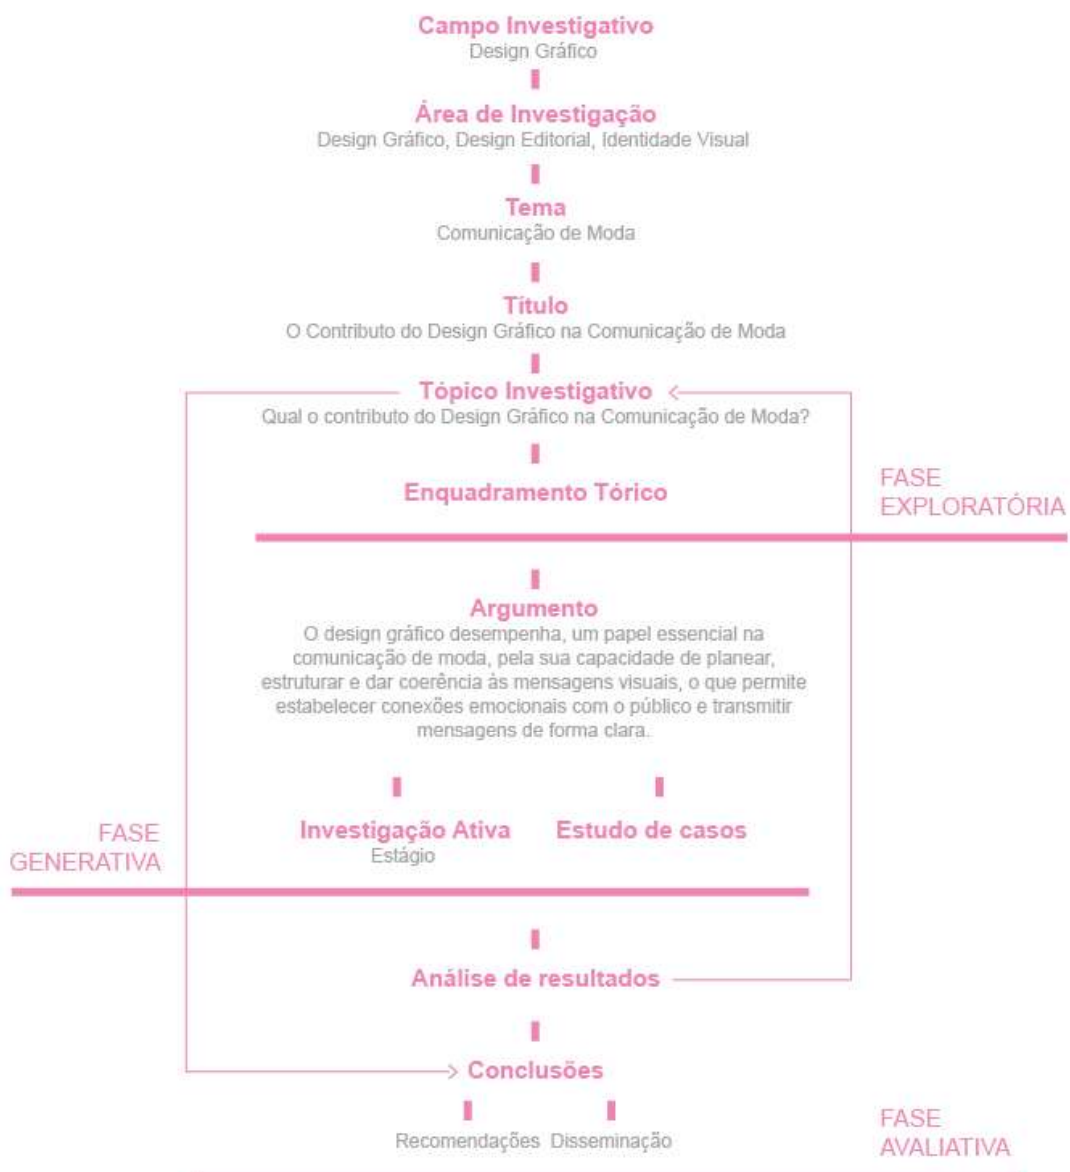 Campo Investigativo
Design Gráfico
Área de Investigação
Design Gráfico, Design Editorial, Identidade Visual
Tema
Comunicação de Moda
Título
O Contributo do Design Gráfico na Comunicação de Moda
Tópico Investigativo
Qual o contributo do Design Gráfico na Comunicação de Moda?
Enquadramento Tórico
FASE
EXPLORATÓRIA
Argumento
O design gráfico desempenha, um papel essencial na
comunicação de moda, pela sua capacidade de planear,
estruturar e dar coerência às mensagens visuais, o que permite
estabelecer conexões emocionais com o público e transmitir
mensagens de forma clara.
Investigação Ativa
Estágio
Estudo de casos
FASE
GENERATIVA
Análise de resultados
Conclusões
Recomendações Disseminação
FASE
AVALIATIVA